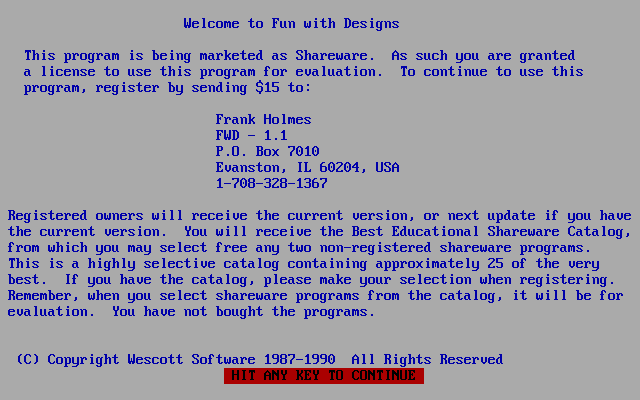 Welcome to Fun with Designs
This program is being marketed as Shareware.  As such you are granted
a license to use this program for evaluation.  To continue to use this
program, register by sending $15 to:
Frank Holmes
FWD - 1.1
P.O. Box 7010
Evanston, IL 60204, USA
1-708-328-1367
Registered owners will receive the current version, or next update if you have
the current version.  You will receive the Best Educational Shareware Catalog,
from which you may select free any two non-registered shareware programs.
This is a highly selective catalog containing approximately 25 of the very
best.  If you have the catalog, please make your selection when registering.
Remember, when you select shareware programs from the catalog, it will be for
evaluation.  You have not bought the programs.
(C) Copyright Wescott Software 1987-1990  All Rights Reserved
HIT ANY KEY TO CONTINUE